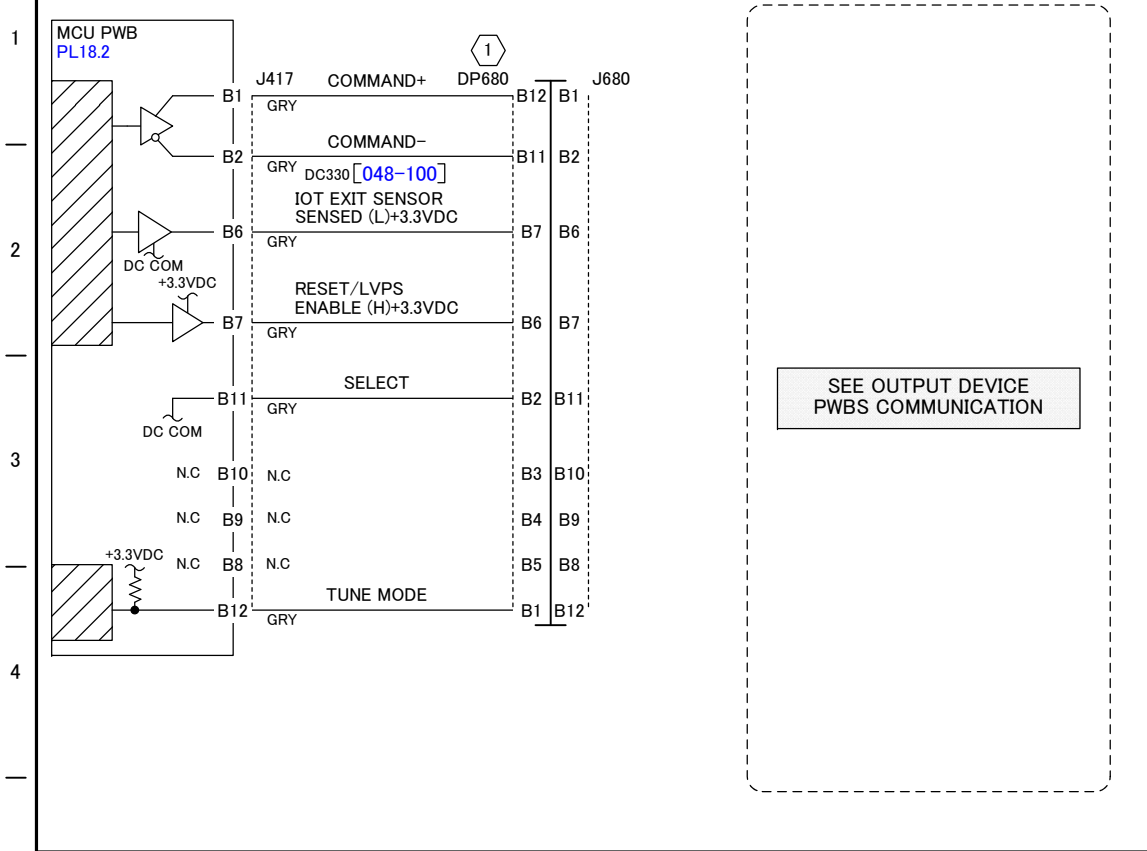 1
MCU PWB
PL18.2
1
J417 COMMAND+ DP680 J680
B1 GRY B12 B1
COMMAND-
B2 GRY B11 B2
DC330 [048-100]
IOT EXIT SENSOR
SENSED (L)+3.3VDC
2
B6 GRY B7 B6
DC COM
+3.3VDC
RESET/LVPS
ENABLE (H)+3.3VDC
B7 GRY B6 B7
SELECT
B11 GRY B2 B11
DC COM
SEE OUTPUT DEVICE
PWBS COMMUNICATION
3
N.C B10 N.C B3 B10
N.C B9 N.C B4 B9
+3.3VDC
N.C B8 N.C B5 B8
TUNE MODE
B12 GRY B1 B12
4